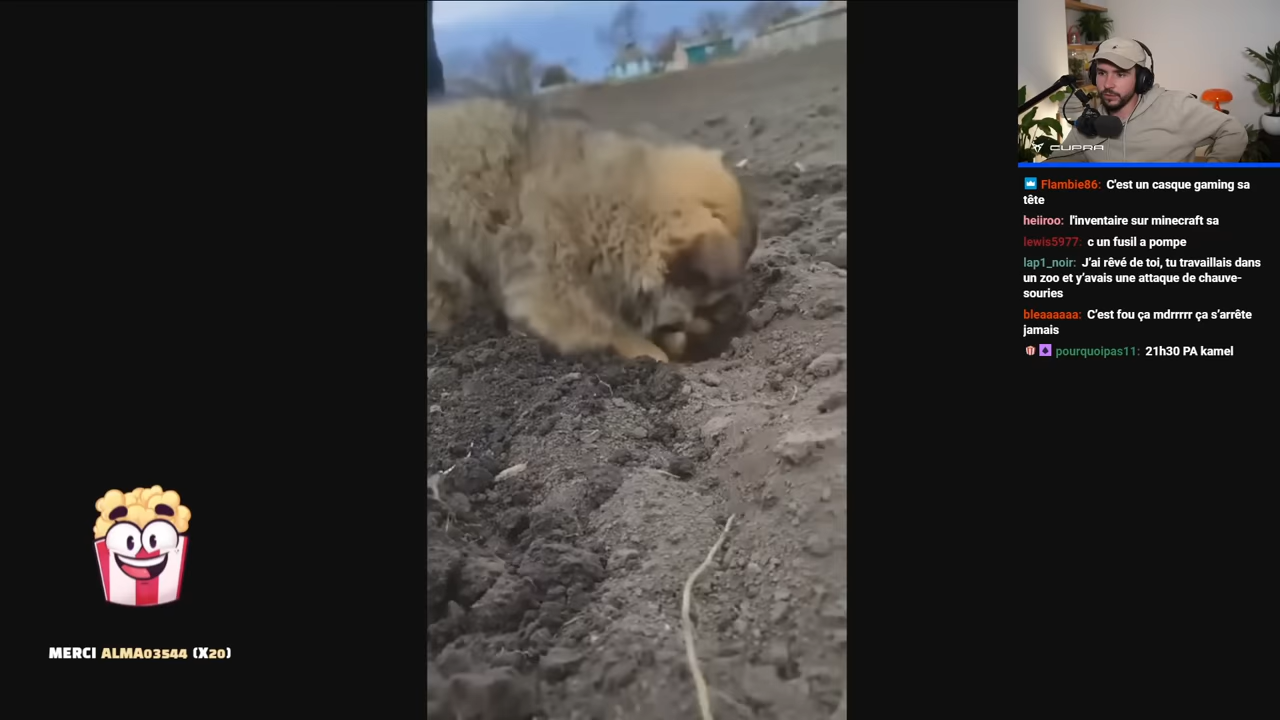 CUPRA
Flambie86: C'est un casque gaming sa
tête
heiiroo: l'inventaire sur minecraft sa
lewis5977: c un fusil a pompe
lap1_noir: J'ai rêvé de toi, tu travaillais dans
un zoo et y'avais une attaque de chauve-
souries
bleaaaaaa: C'est fou ça mdrrrrr ça s'arrête
jamais
pourquoipas11: 21h30 PA kamel
MERCI ALMA03544 (X20)